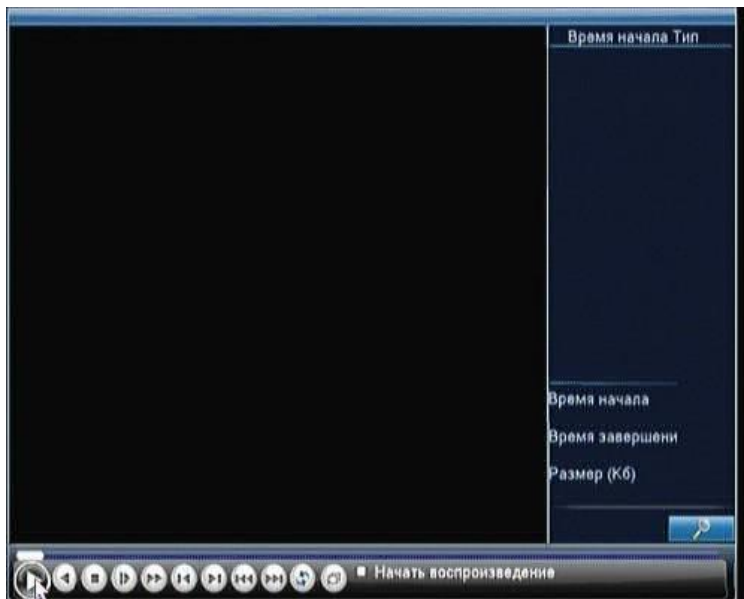 Время начала Тип
Время начала
Время завершени
Размер (Кб)
Начать воспроизведение